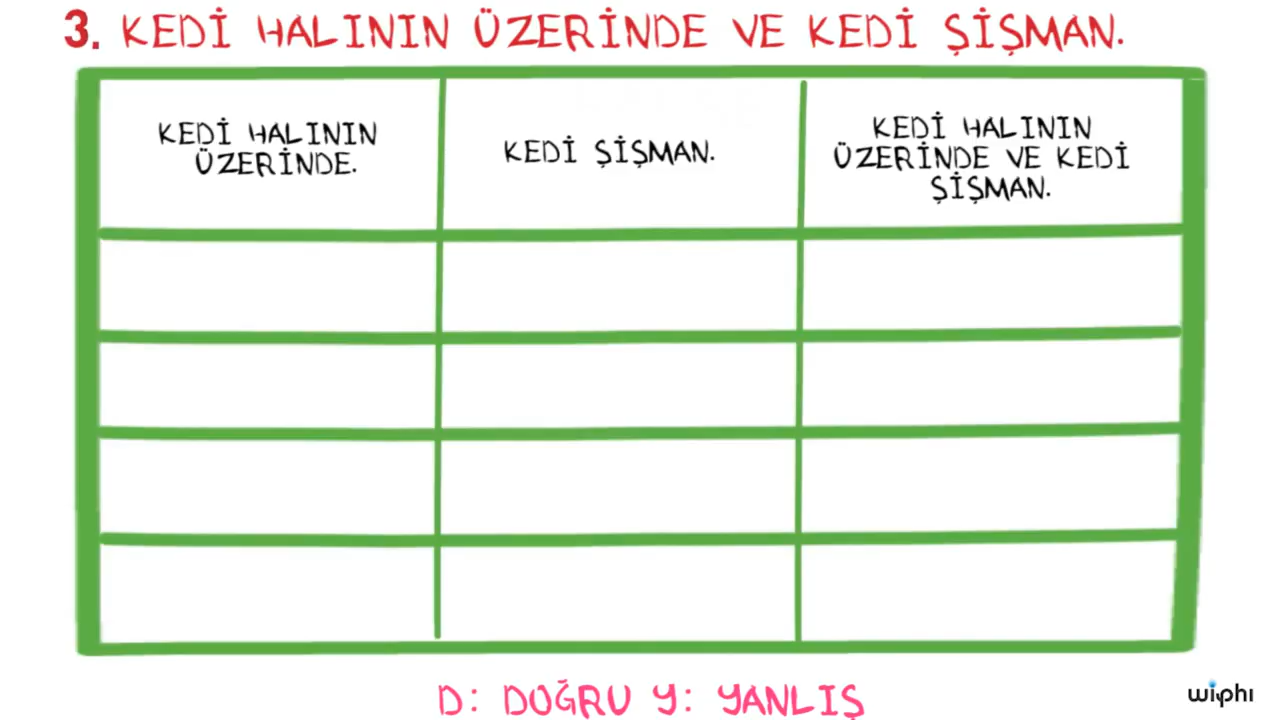 3. KEDİ HALININ ÜZERİNDE VE KEDİ ŞİŞMAN.
KEDİ HALININ
ÜZERİNDE.
KEDİ ŞİŞMAN.
KEDİ HALININ
ÜZERİNDE VE KEDİ
ŞİŞMAN.
D: DOĞRU Y: YANLIŞ
wiphi